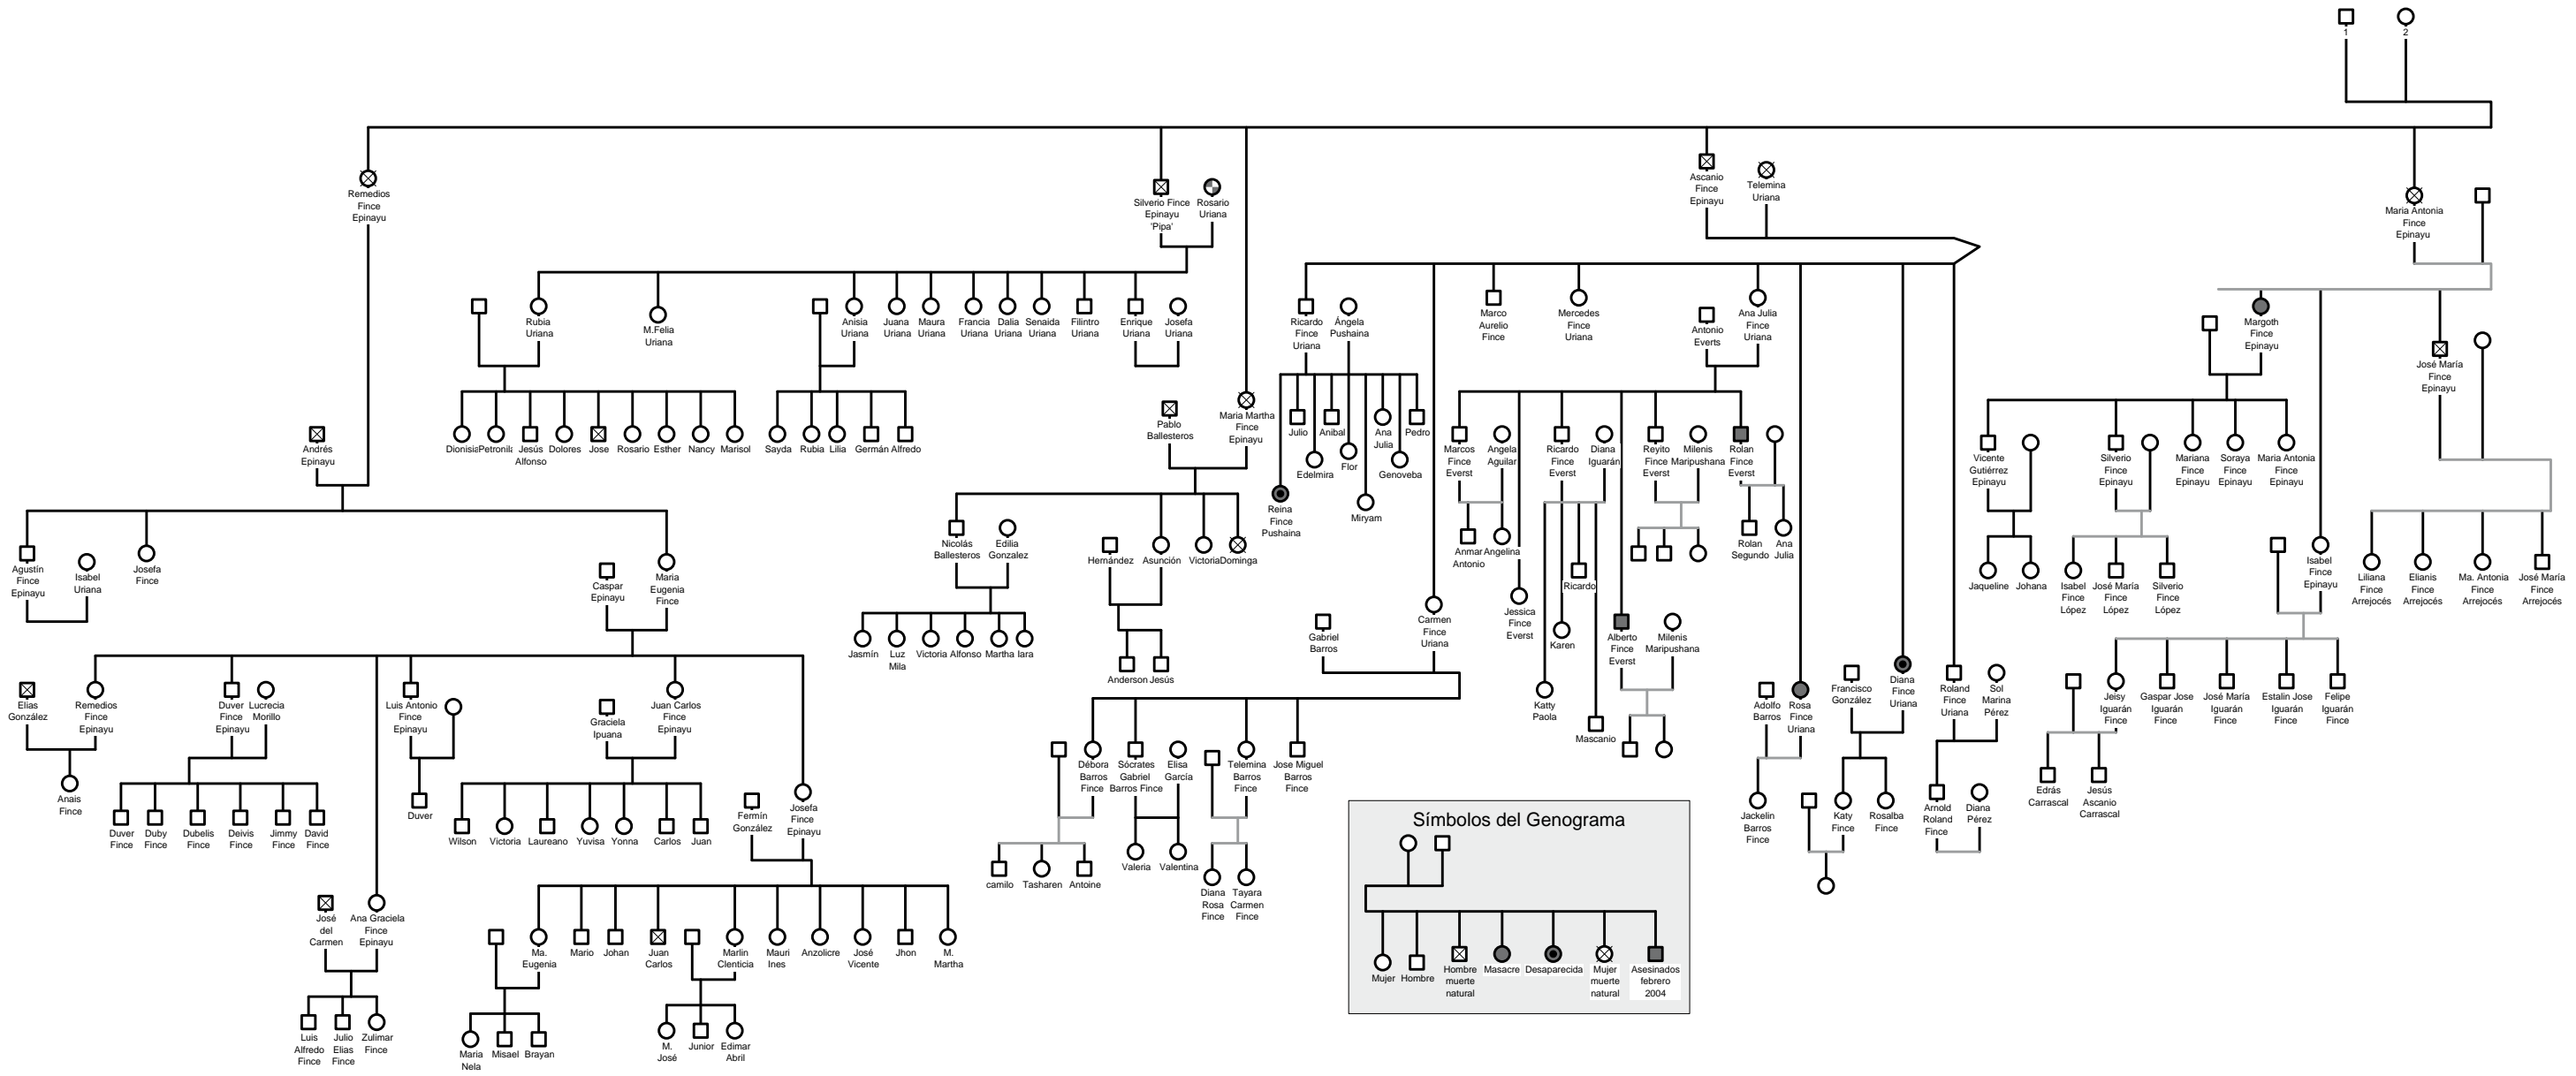 1
2
Remedios
Fince
Epinayu
Silverio Fince
Epinayu
'Pipa'
Rosario
Uriana
Ascanio
Fince
Epinayu
Telemina
Uriana
Maria Antonia
Fince
Epinayu
Rubia
Uriana
M.Felia
Uriana
Anisia
Uriana
Juana
Uriana
Maura
Uriana
Francia
Uriana
Dalia
Uriana
Senaida
Uriana
Filintro
Uriana
Enrique
Uriana
Josefa
Uriana
Ricardo
Fince
Uriana
Ángela
Pushaina
Marco
Aurelio
Fince
Mercedes
Fince
Uriana
Antonio
Everts
Ana Julia
Fince
Uriana
Margoth
Fince
Epinayu
José María
Fince
Epinayu
Andrés
Epinayu
Dionisia
Petronila
Jesús
Alfonso
Dolores
Jose
Rosario
Esther
Nancy
Marisol
Sayda
Rubia
Lilia
Germán
Alfredo
Pablo
Ballesteros
Maria Martha
Fince
Epinayu
Reina
Fince
Pushaina
Julio
Edelmira
Anibal
Flor
Miryam
Ana
Julia
Genoveba
Pedro
Marcos
Fince
Everst
Angela
Aguilar
Ricardo
Fince
Everst
Diana
Iguarán
Reyito
Fince
Everst
Milenis
Maripushana
Rolan
Fince
Everst
Vicente
Gutiérrez
Epinayu
Silverio
Fince
Epinayu
Mariana
Fince
Epinayu
Soraya
Fince
Epinayu
Maria Antonia
Fince
Epinayu
Agustín
Fince
Epinayu
Isabel
Uriana
Josefa
Fince
Caspar
Epinayu
Maria
Eugenia
Fince
Nicolás
Ballesteros
Edilia
Gonzalez
Hernández
Asunción
Victoria
Dominga
Anmar
Antonio
Angelina
Jessica
Fince
Everst
Ricardo
Karen
Katty
Paola
Mascanio
Alberto
Fince
Everst
Milenis
Maripushana
Rolan
Segundo
Ana
Julia
Jaqueline
Johana
Isabel
Fince
López
José María
Fince
López
Silverio
Fince
López
Isabel
Fince
Epinayu
Liliana
Fince
Arrejocés
Elianis
Fince
Arrejocés
Ma. Antonia
Fince
Arrejocés
José María
Fince
Arrejocés
Jasmín
Luz
Mila
Victoria
Alfonso
Martha
Iara
Anderson
Jesús
Gabriel
Barros
Carmen
Fince
Uriana
Elias
González
Remedios
Fince
Epinayu
Duver
Fince
Epinayu
Lucrecia
Morillo
Luis Antonio
Fince
Epinayu
Graciela
Ipuana
Juan Carlos
Fince
Epinayu
Adolfo
Barros
Rosa
Fince
Uriana
Francisco
González
Diana
Fince
Uriana
Roland
Fince
Uriana
Sol
Marina
Pérez
Jeisy
Iguarán
Fince
Gaspar Jose
Iguarán
Fince
José María
Iguarán
Fince
Estalin Jose
Iguarán
Fince
Felipe
Iguarán
Fince
Anais
Fince
Duver
Fince
Duby
Fince
Dubelis
Fince
Deivis
Fince
Jimmy
Fince
David
Fince
Duver
Wilson
Victoria
Laureano
Yuvisa
Yonna
Carlos
Juan
Fermín
González
Josefa
Fince
Epinayu
Débora
Barros
Fince
Sócrates
Gabriel
Barros Fince
Elisa
García
Telemina
Barros
Fince
Jose Miguel
Barros
Fince
Jackelin
Barros
Fince
Katy
Fince
Rosalba
Fince
Arnold
Roland
Fince
Diana
Pérez
Edrás
Carrascal
Jesús
Ascanio
Carrascal
camilo
Tasharen
Antoine
Valeria
Valentina
Diana
Rosa
Fince
Tayara
Carmen
Fince
José
del
Carmen
Ana Graciela
Fince
Epinayu
Ma.
Eugenia
Mario
Johan
Juan
Carlos
Marlin
Clenticia
Mauri
Ines
Anzolicre
José
Vicente
Jhon
M.
Martha
Luis
Alfredo
Fince
Julio
Elias
Fince
Zulimar
Fince
Maria
Nela
Misael
Brayan
M.
José
Junior
Edimar
Abril
Símbolos del Genograma
Mujer
Hombre
Hombre
muerte
natural
Masacre
Desaparecida
Mujer
muerte
natural
Asesinados
febrero
2004